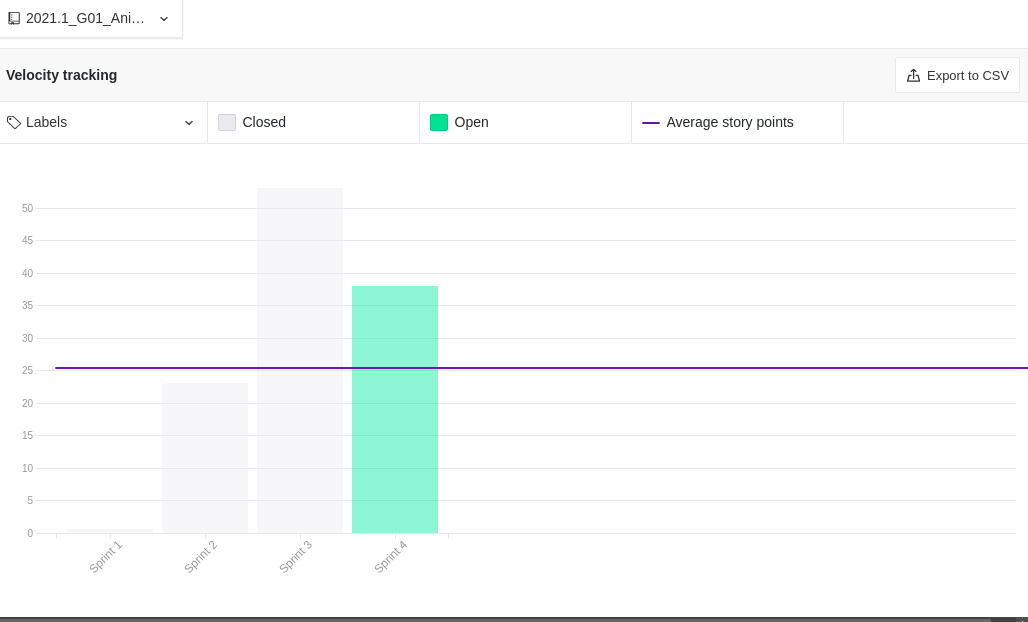 2021.1_G01_Ani...
Velocity tracking
Export to CSV
Labels
Closed
Open
Average story points
50
45
40
35
30
25
20
15
10
5
0
Sprint 1
Sprint 2
Sprint 3
Sprint 4